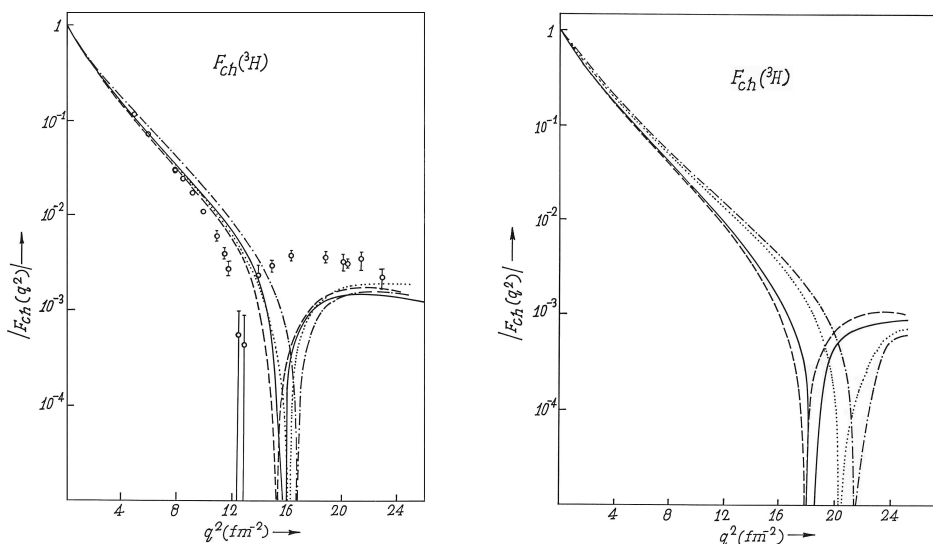 1
F_ch(³H)
10⁻¹
10⁻²
10⁻³
10⁻⁴
|F_ch(q²)| →
4 8 12 16 20 24
q² (fm⁻²) →
1
F_ch(³H)
10⁻¹
10⁻²
10⁻³
10⁻⁴
|F_ch(q²)| →
4 8 12 16 20 24
q² (fm⁻²) →